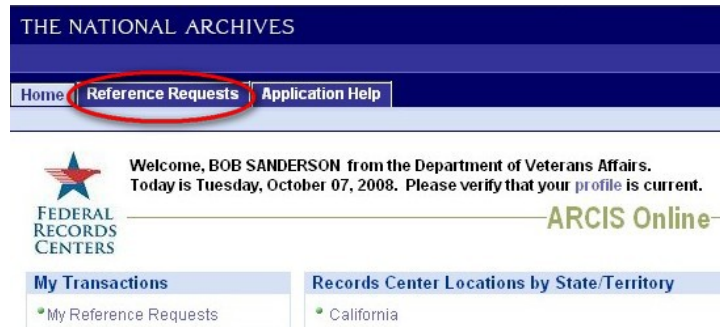 THE NATIONAL ARCHIVES
Home Reference Requests Application Help
Welcome, BOB SANDERSON from the Department of Veterans Affairs.
Today is Tuesday, October 07, 2008. Please verify that your profile is current.
FEDERAL
RECORDS
CENTERS
ARCIS Online
My Transactions
My Reference Requests
Records Center Locations by State/Territory
California